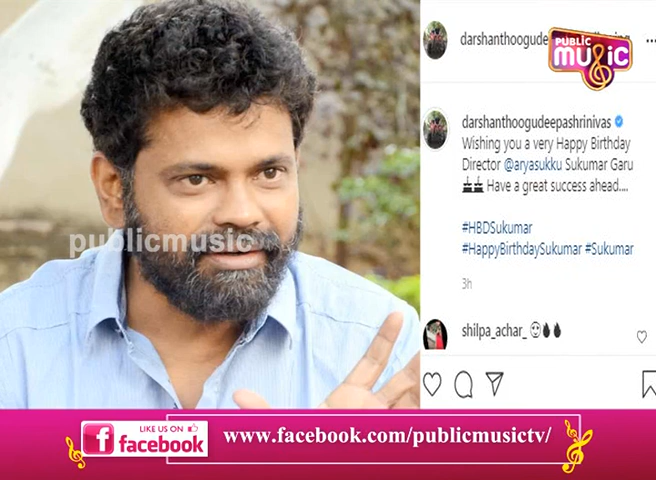 darshanthoogudee
PUBLIC
music
darshanthoogudeepashrinivas
Wishing you a very Happy Birthday
Director @aryasukku Sukumar Garu
🎂🎂 Have a great success ahead....
#HBDSukumar
#HappyBirthdaySukumar #Sukumar
3h
shilpa_achar_ 😍💧💧
publicmusic
LIKE US ON
f facebook
www.facebook.com/publicmusictv/